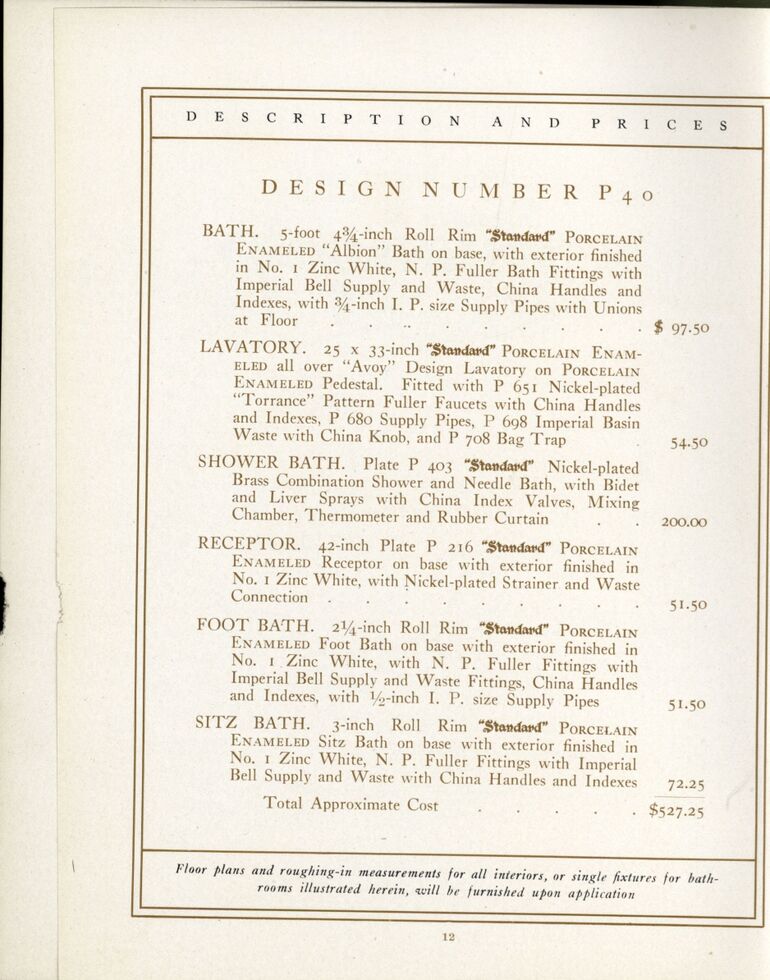 DESCRIPTION AND PRICES
DESIGN NUMBER P40
BATH. 5-foot 4¾-inch Roll Rim "Standard" PORCELAIN
ENAMELED "Albion" Bath on base, with exterior finished
in No. 1 Zinc White, N. P. Fuller Bath Fittings with
Imperial Bell Supply and Waste, China Handles and
Indexes, with ¾-inch I. P. size Supply Pipes with Unions
at Floor . . . . . . . . . $ 97.50
LAVATORY. 25 x 33-inch "Standard" PORCELAIN ENAM-
ELED all over "Avoy" Design Lavatory on PORCELAIN
ENAMELED Pedestal. Fitted with P 651 Nickel-plated
"Torrance" Pattern Fuller Faucets with China Handles
and Indexes, P 680 Supply Pipes, P 698 Imperial Basin
Waste with China Knob, and P 708 Bag Trap . 54.50
SHOWER BATH. Plate P 403 "Standard" Nickel-plated
Brass Combination Shower and Needle Bath, with Bidet
and Liver Sprays with China Index Valves, Mixing
Chamber, Thermometer and Rubber Curtain . . 200.00
RECEPTOR. 42-inch Plate P 216 "Standard" PORCELAIN
ENAMELED Receptor on base with exterior finished in
No. 1 Zinc White, with Nickel-plated Strainer and Waste
Connection . . . . . . . . . 51.50
FOOT BATH. 2¼-inch Roll Rim "Standard" PORCELAIN
ENAMELED Foot Bath on base with exterior finished in
No. 1 Zinc White, with N. P. Fuller Fittings with
Imperial Bell Supply and Waste Fittings, China Handles
and Indexes, with ½-inch I. P. size Supply Pipes 51.50
SITZ BATH. 3-inch Roll Rim "Standard" PORCELAIN
ENAMELED Sitz Bath on base with exterior finished in
No. 1 Zinc White, N. P. Fuller Fittings with Imperial
Bell Supply and Waste with China Handles and Indexes 72.25
Total Approximate Cost . . . . . $527.25
Floor plans and roughing-in measurements for all interiors, or single fixtures for bath-
rooms illustrated herein, will be furnished upon application
12